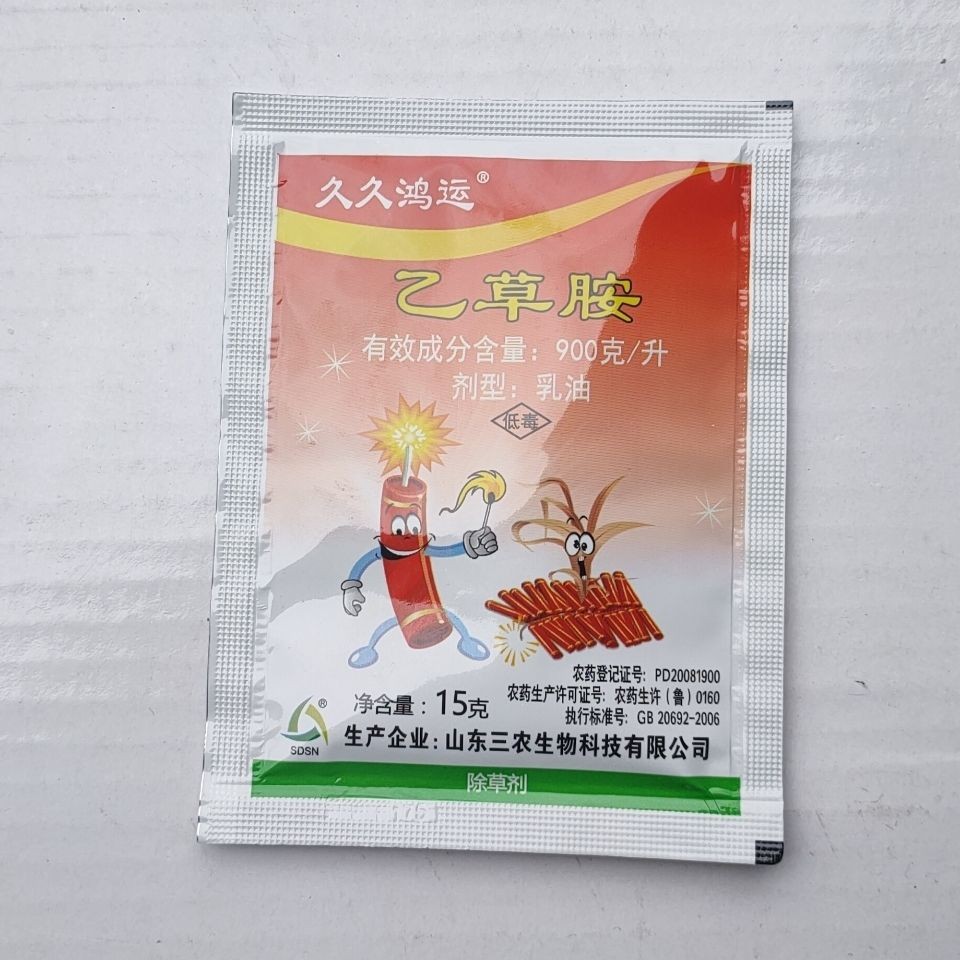 久久鸿运®
乙草胺
有效成分含量：900克/升
剂型：乳油
低毒
农药登记证号：PD20081900
农药生产许可证号：农药生许（鲁）0160
执行标准号：GB 20692-2006
净含量：15克
®
SDSN
生产企业：山东三农生物科技有限公司
除草剂